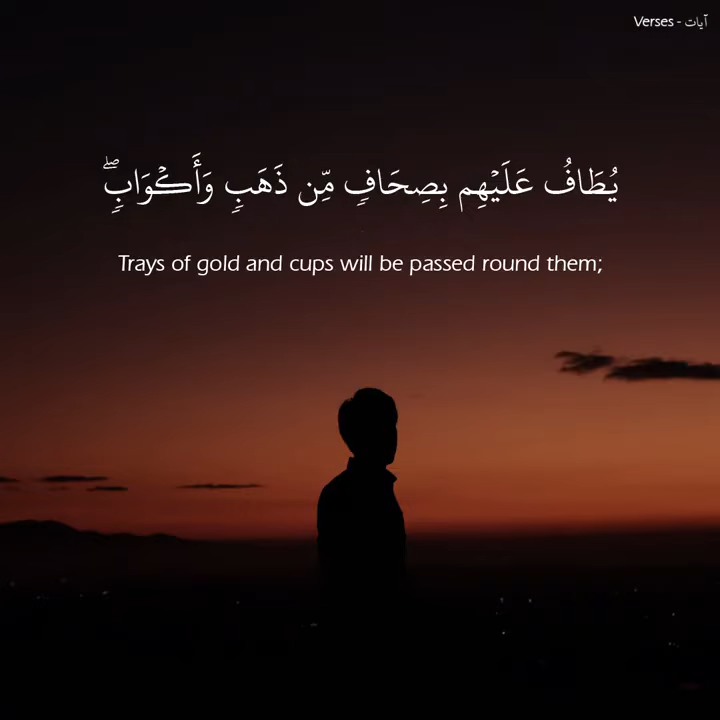 Verses - آيات
يُطَافُ عَلَيْهِم بِصِحَافٍ مِّن ذَهَبٍ وَأَكْوَابٍ ۖ
Trays of gold and cups will be passed round them;